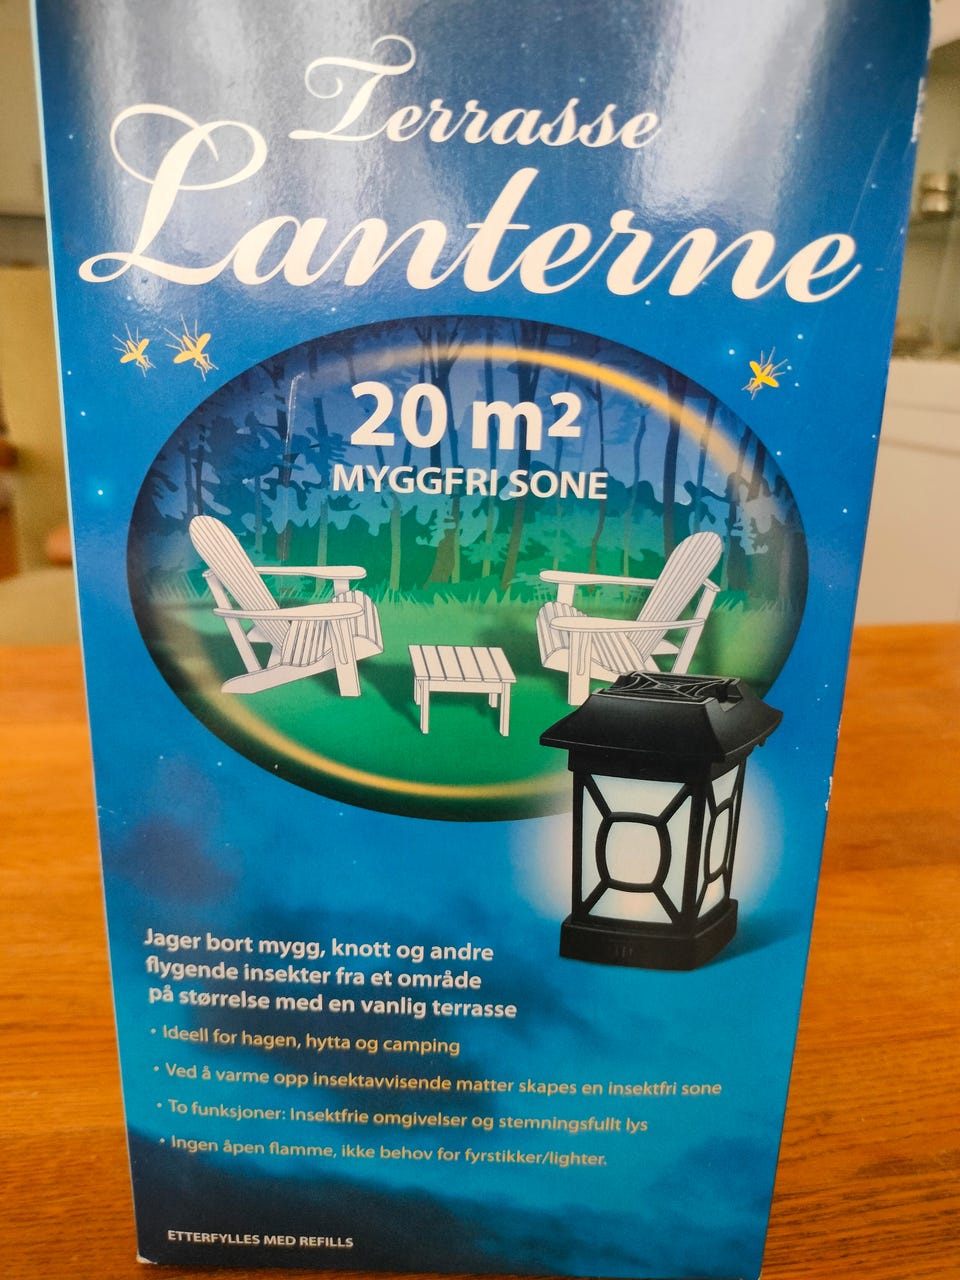 Terrasse
Lanterne
20 m²
MYGGFRI SONE
Jager bort mygg, knott og andre
flygende insekter fra et område
på størrelse med en vanlig terrasse
• Ideell for hagen, hytta og camping
• Ved å varme opp insektavvisende matter skapes en insektfri sone
• To funksjoner: Insektfrie omgivelser og stemningsfullt lys
• Ingen åpen flamme, ikke behov for fyrstikker/lighter.
ETTERFYLLES MED REFILLS